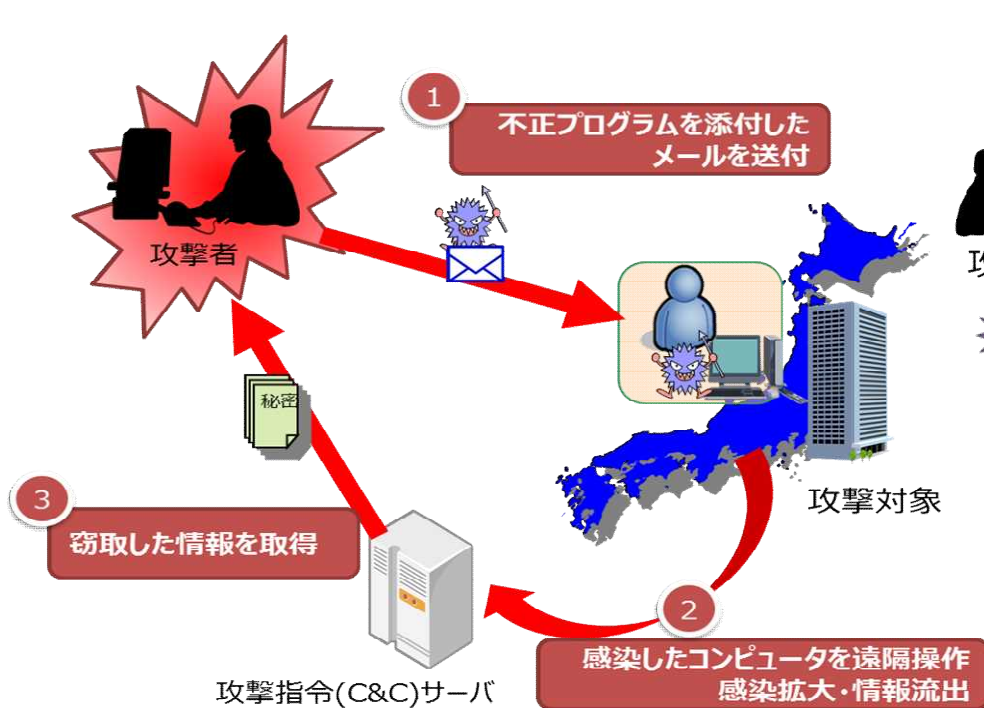 1
不正プログラムを添付した
メールを送付
攻撃者
秘密
攻撃対象
3
窃取した情報を取得
2
感染したコンピュータを遠隔操作
感染拡大・情報流出
攻撃指令(C&C)サーバ